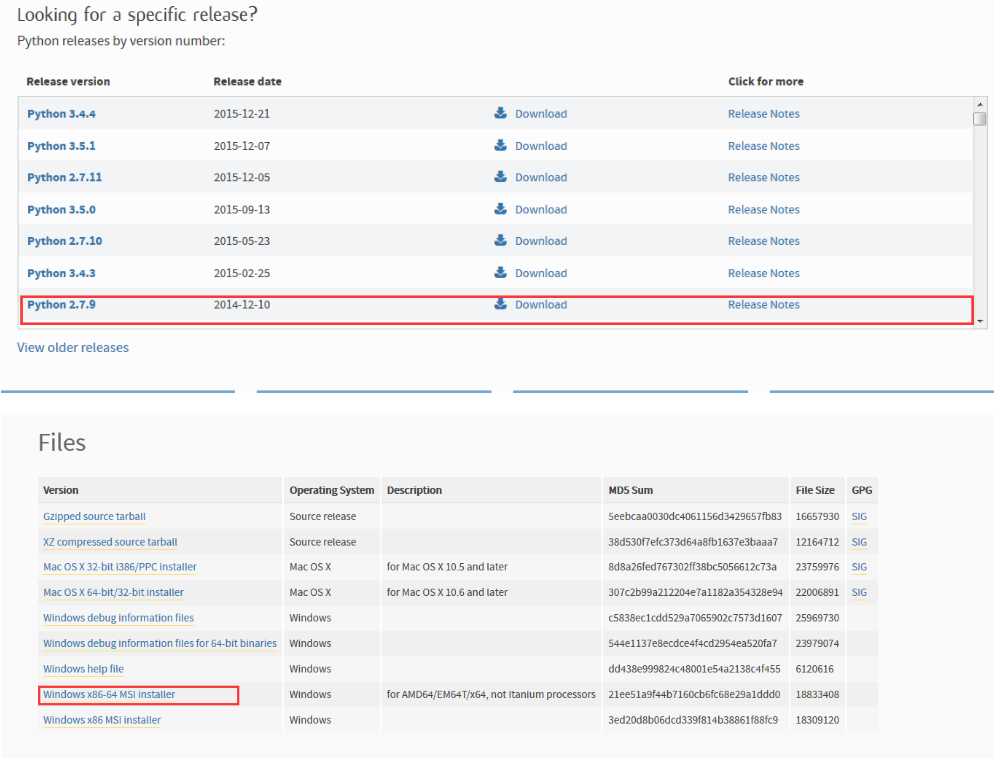 Looking for a specific release?
Python releases by version number:
Release version Release date Click for more
Python 3.4.4 2015-12-21 Download Release Notes
Python 3.5.1 2015-12-07 Download Release Notes
Python 2.7.11 2015-12-05 Download Release Notes
Python 3.5.0 2015-09-13 Download Release Notes
Python 2.7.10 2015-05-23 Download Release Notes
Python 3.4.3 2015-02-25 Download Release Notes
Python 2.7.9 2014-12-10 Download Release Notes
View older releases
Files
Version Operating System Description MD5 Sum File Size GPG
Gzipped source tarball Source release 5eebcaa0030dc4061156d3429657fb83 16657930 SIG
XZ compressed source tarball Source release 38d530f7efc373d64a8fb1637e3baaa7 12164712 SIG
Mac OS X 32-bit i386/PPC installer Mac OS X for Mac OS X 10.5 and later 8d8a26fed767302ff38bc5056612c73a 23759976 SIG
Mac OS X 64-bit/32-bit installer Mac OS X for Mac OS X 10.6 and later 307c2b99a212204e7a1182a354328e94 22006891 SIG
Windows debug information files Windows c5838ec1cdd529a7065902c7573d1607 25969730
Windows debug information files for 64-bit binaries Windows 544e1137e8ecdce4f4cd2954ea520fa7 23979074
Windows help file Windows dd438e999824c48001e54a2138c4f455 6120616
Windows x86-64 MSI installer Windows for AMD64/EM64T/x64, not Itanium processors 21ee51a9f44b7160cb6fc68e29a1ddd0 18833408
Windows x86 MSI installer Windows 3ed20d8b06dcd339f814b38861f88fc9 18309120